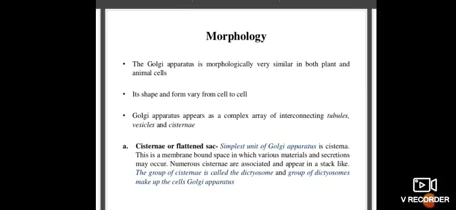 Morphology
• The Golgi apparatus is morphologically very similar in both plant and
animal cells
• Its shape and form vary from cell to cell
• Golgi apparatus appears as a complex array of interconnecting tubules,
vesicles and cisternae
a. Cisternae or flattened sac- Simplest unit of Golgi apparatus is cisterna.
This is a membrane bound space in which various materials and secretions
may occur. Numerous cisternae are associated and appear in a stack like.
The group of cisternae is called the dictyosome and group of dictyosomes
make up the cells Golgi apparatus
V RECORDER